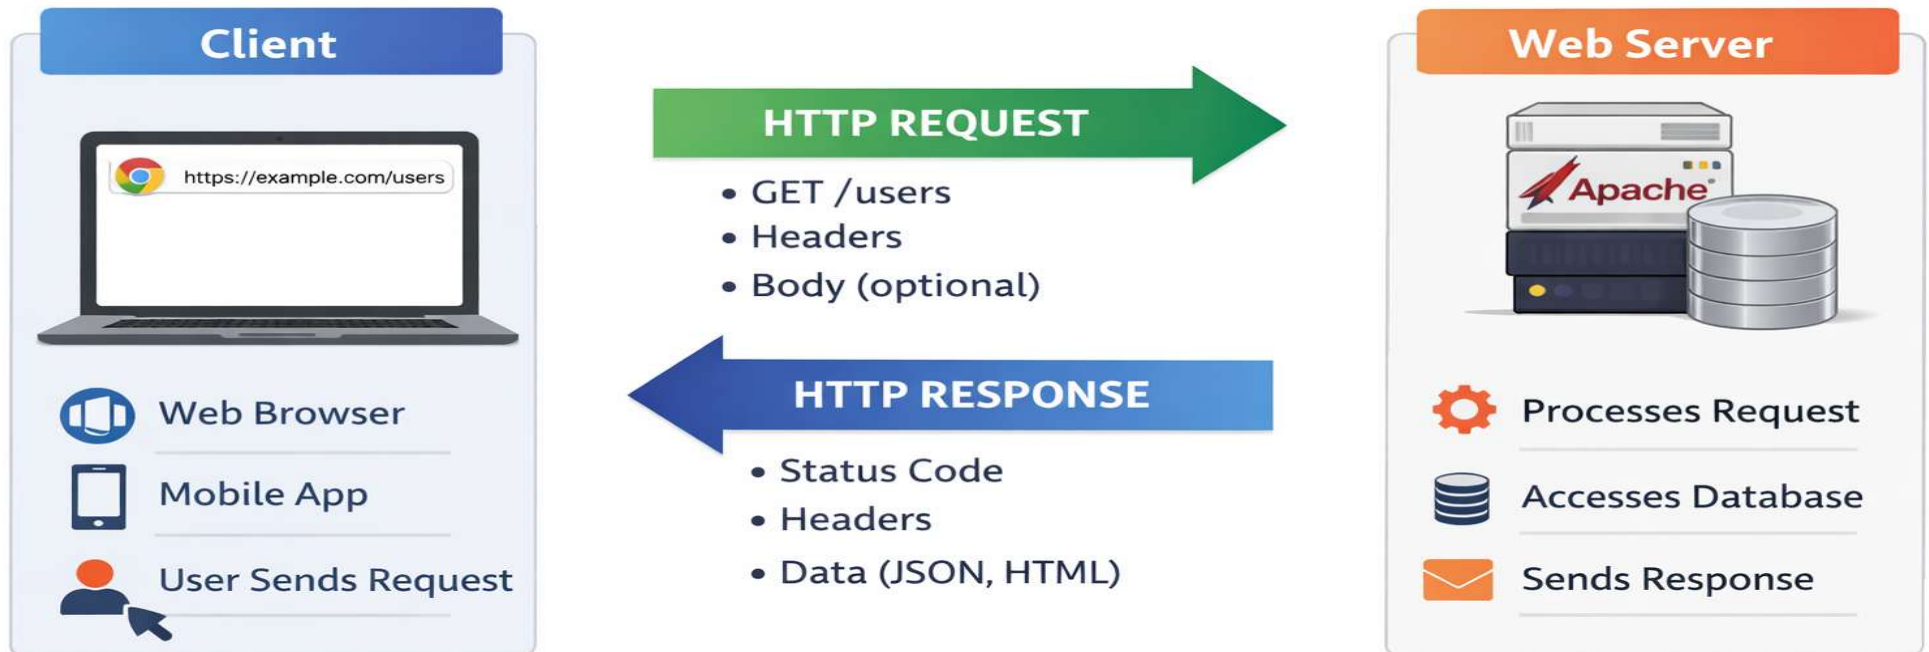 Client
https://example.com/users
Web Browser
Mobile App
User Sends Request
HTTP REQUEST
• GET /users
• Headers
• Body (optional)
HTTP RESPONSE
• Status Code
• Headers
• Data (JSON, HTML)
Web Server
Apache
Processes Request
Accesses Database
Sends Response